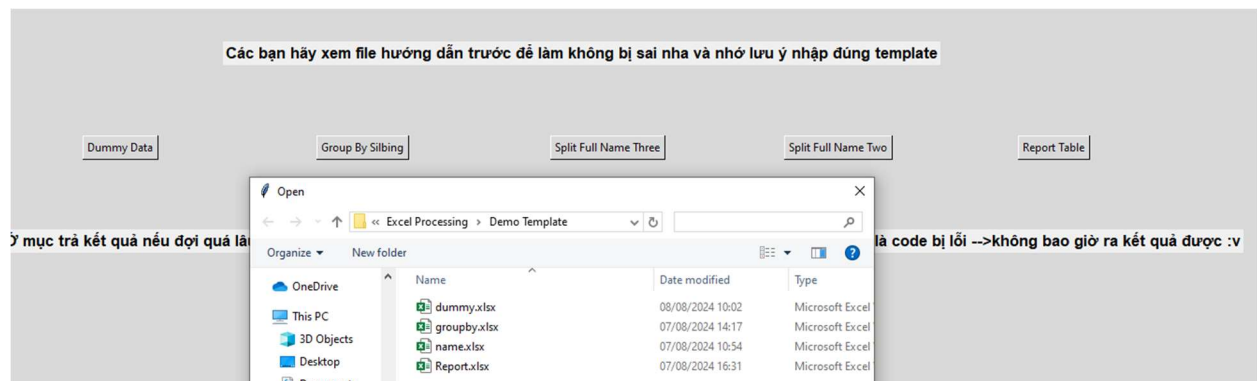 Các bạn hãy xem file hướng dẫn trước để làm không bị sai nha và nhớ lưu ý nhập đúng template
Dummy Data
Group By Silbing
Split Full Name Three
Split Full Name Two
Report Table
Open
« Excel Processing > Demo Template
mục trả kết quả nếu đợi quá
là code bị lỗi -->không bao giờ ra kết quả được :v
Organize
New folder
Name Date modified Type
OneDrive
This PC
3D Objects
Desktop
dummy.xlsx 08/08/2024 10:02 Microsoft Excel
groupby.xlsx 07/08/2024 14:17 Microsoft Excel
name.xlsx 07/08/2024 10:54 Microsoft Excel
Report.xlsx 07/08/2024 16:31 Microsoft Excel